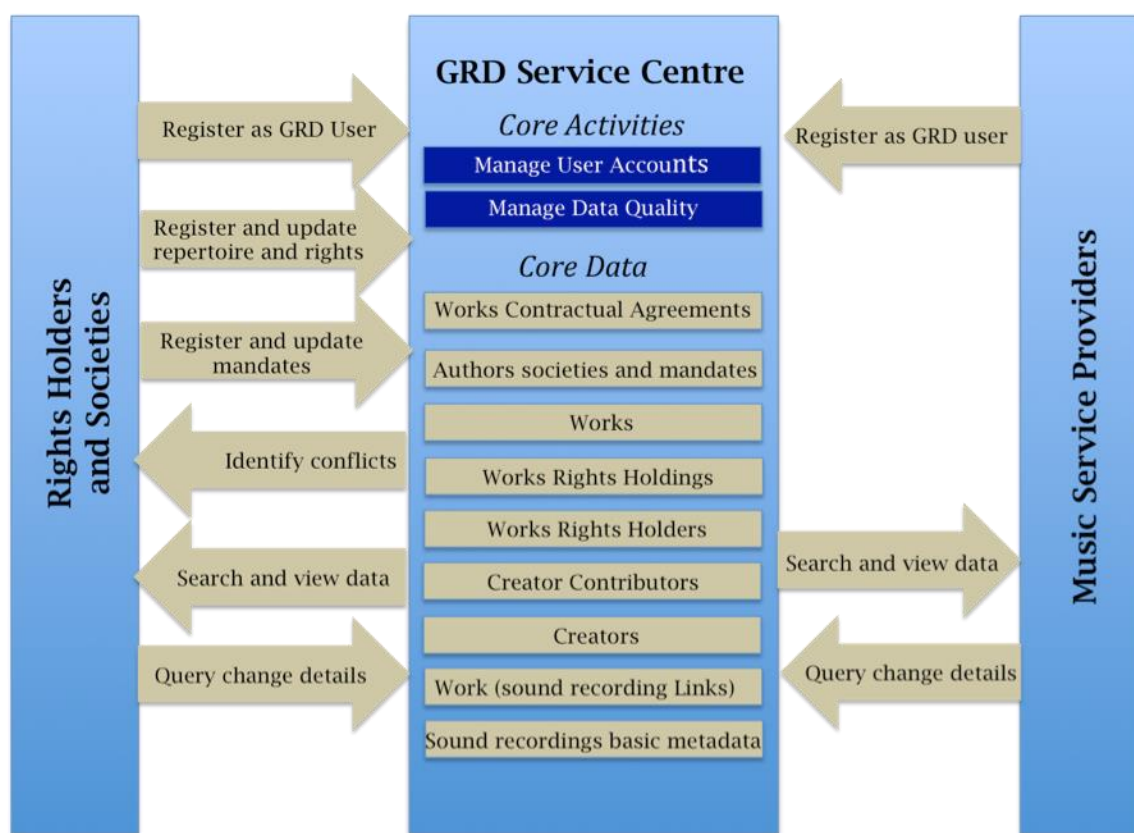 Rights Holders
and Societies
Register as GRD User
Register and update
repertoire and rights
Register and update
mandates
Identify conflicts
Search and view data
Query change details
GRD Service Centre
Core Activities
Manage User Accounts
Manage Data Quality
Core Data
Works Contractual Agreements
Authors societies and mandates
Works
Works Rights Holdings
Works Rights Holders
Creator Contributors
Creators
Work (sound recording Links)
Sound recordings basic metadata
Register as GRD user
Search and view data
Query change details
Music Service Providers